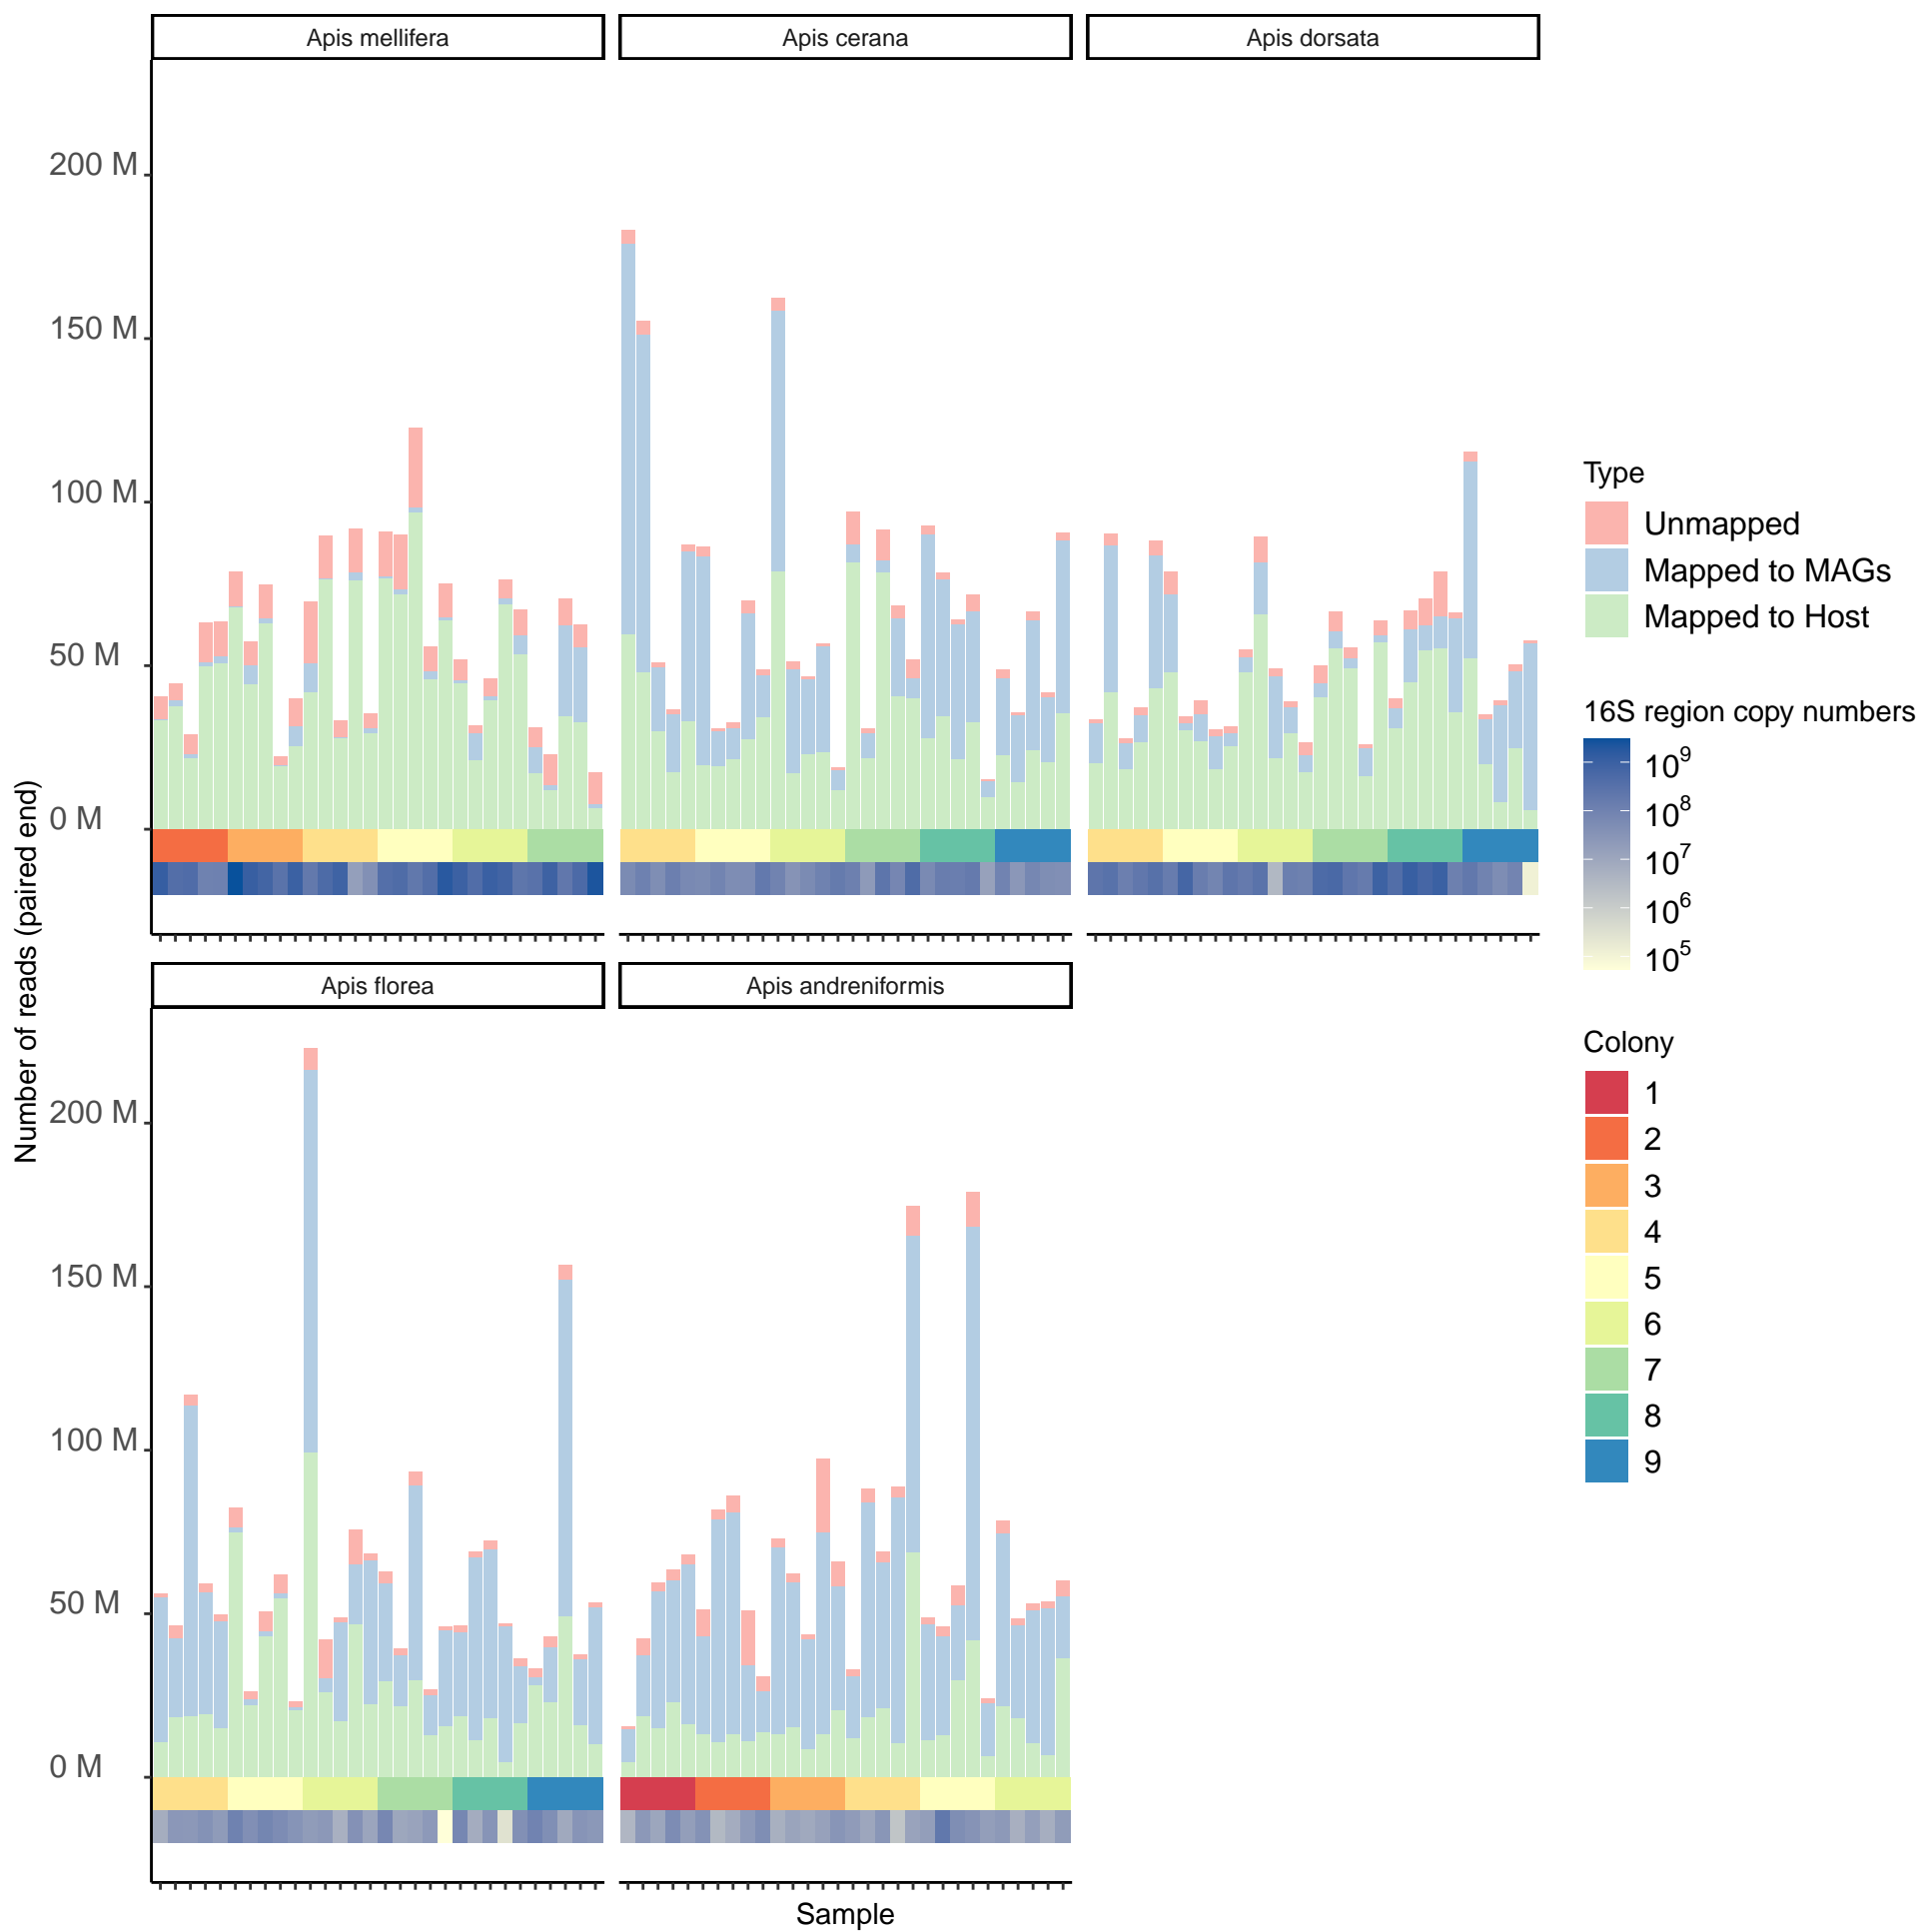 Apis mellifera
Apis cerana
Apis dorsata
200 M
150 M
100 M
50 M
0 M
Number of reads (paired end)
Apis florea
Apis andreniformis
200 M
150 M
100 M
50 M
0 M
Sample
Type
Unmapped
Mapped to MAGs
Mapped to Host
16S region copy numbers
10^9
10^8
10^7
10^6
10^5
Colony
1
2
3
4
5
6
7
8
9